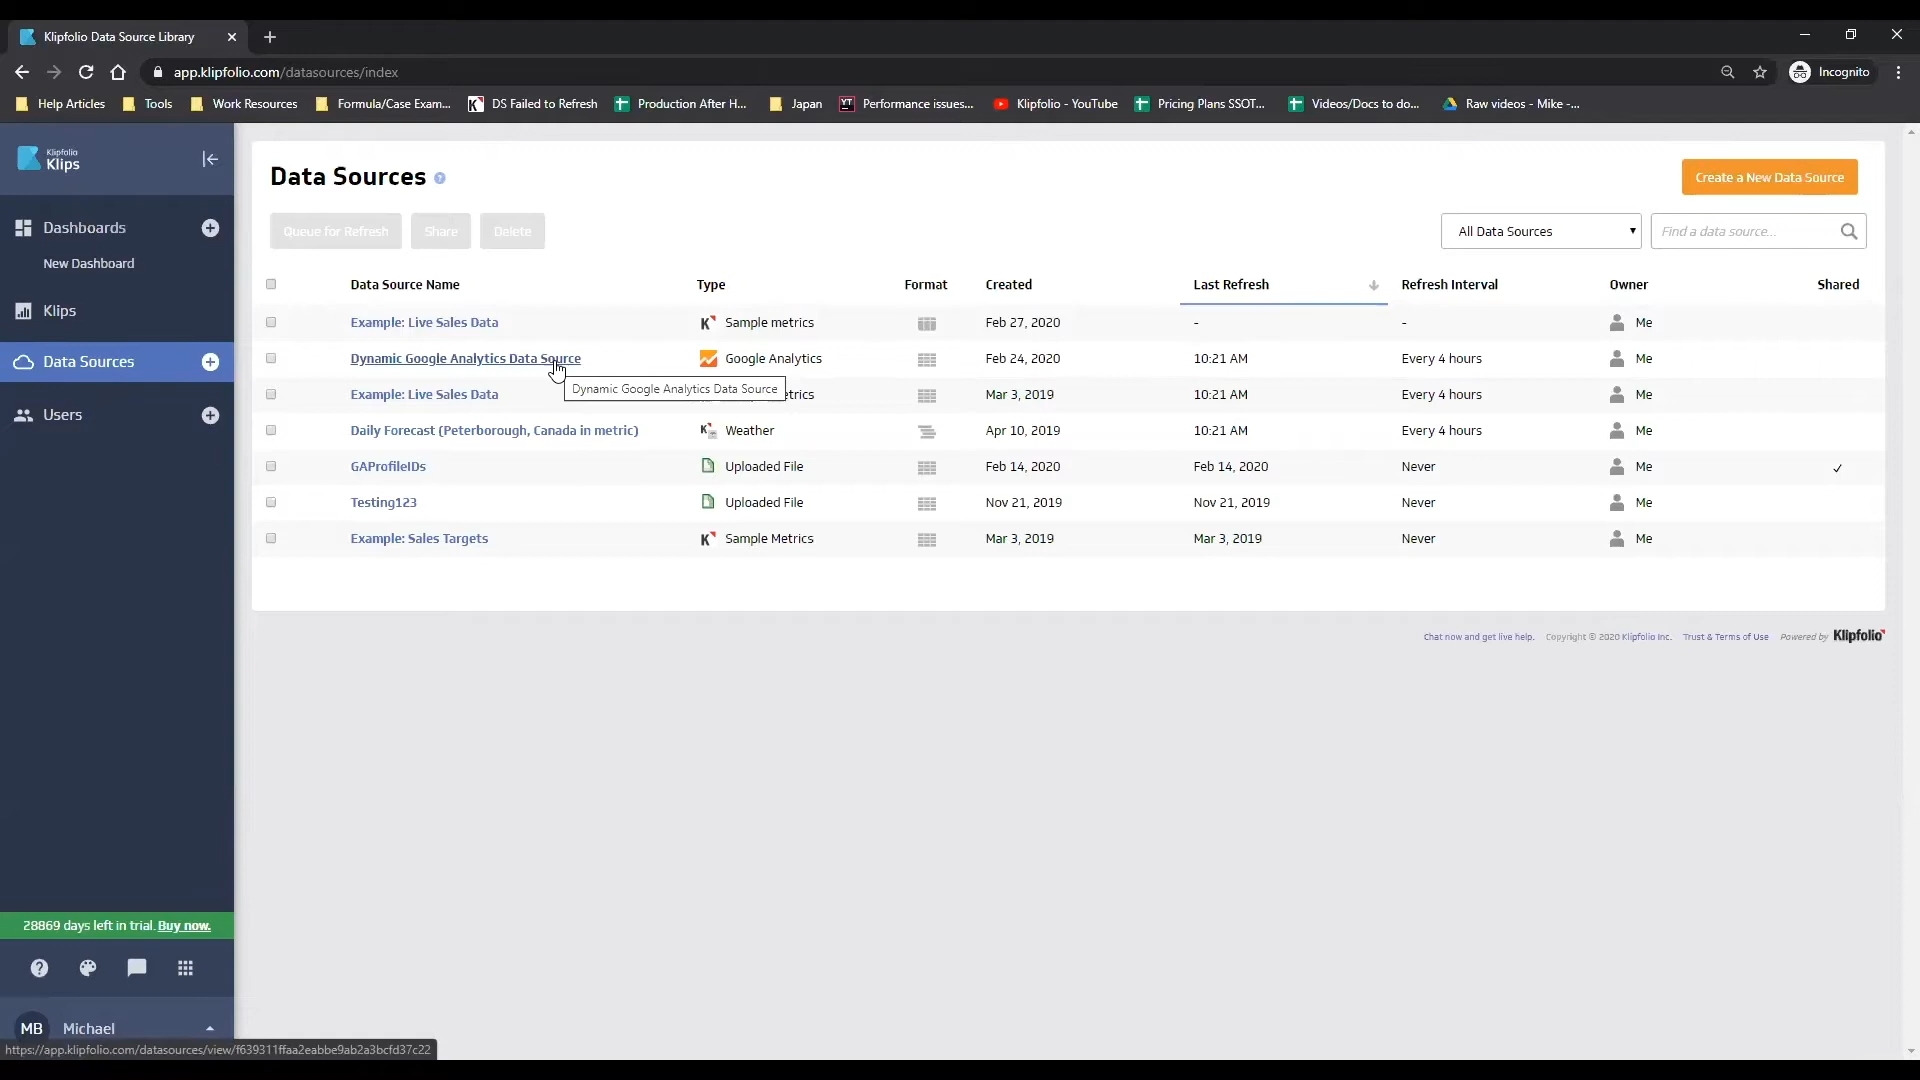 Klipfolio Data Source Library
app.klipfolio.com/datasources/index
Incognito
Help Articles
Tools
Work Resources
Formula/Case Exam...
DS Failed to Refresh
Production After H...
Japan
YT
Performance issues...
Klipfolio - YouTube
Pricing Plans SSOT...
Videos/Docs to do...
Raw videos - Mike -...
Klipfolio
Klips
Dashboards
New Dashboard
Klips
Data Sources
Users
28869 days left in trial. Buy now.
MB Michael
https://app.klipfolio.com/datasources/view/f639311ffaa2eabbe9ab2a3bcfd37c22
Data Sources ?
Create a New Data Source
Queue for Refresh Share Delete
All Data Sources
Find a data source...
Data Source Name Type Format Created Last Refresh Refresh Interval Owner Shared
Example: Live Sales Data Sample metrics Feb 27, 2020 - - Me
Dynamic Google Analytics Data Source Google Analytics Feb 24, 2020 10:21 AM Every 4 hours Me
Dynamic Google Analytics Data Source
Example: Live Sales Data etrics Mar 3, 2019 10:21 AM Every 4 hours Me
Daily Forecast (Peterborough, Canada in metric) Weather Apr 10, 2019 10:21 AM Every 4 hours Me
GAProfileIDs Uploaded File Feb 14, 2020 Feb 14, 2020 Never Me ✓
Testing123 Uploaded File Nov 21, 2019 Nov 21, 2019 Never Me
Example: Sales Targets Sample Metrics Mar 3, 2019 Mar 3, 2019 Never Me
Chat now and get live help. Copyright © 2020 Klipfolio Inc. Trust & Terms of Use Powered by Klipfolio